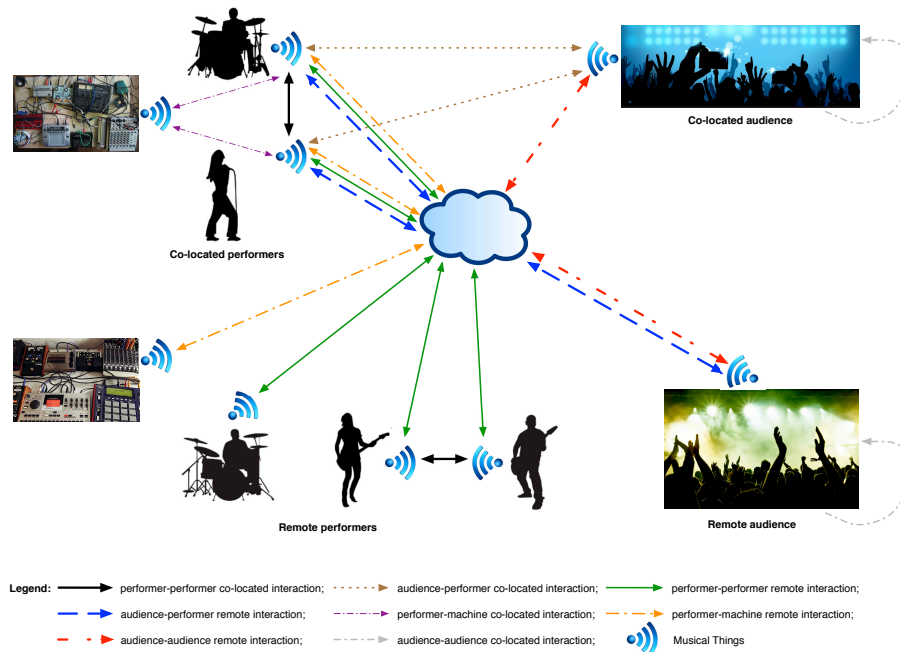 Co-located audience
Co-located performers
Remote performers
Remote audience
Legend: performer-performer co-located interaction; audience-performer co-located interaction; performer-performer remote interaction;
audience-performer remote interaction; performer-machine co-located interaction; performer-machine remote interaction;
audience-audience remote interaction; audience-audience co-located interaction; Musical Things